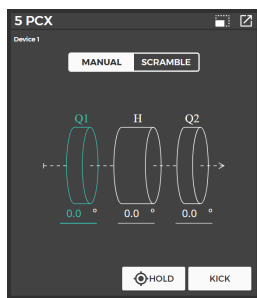 5 PCX
Device 1
MANUAL SCRAMBLE
Q1 H Q2
0.0 ° 0.0 ° 0.0 °
HOLD KICK